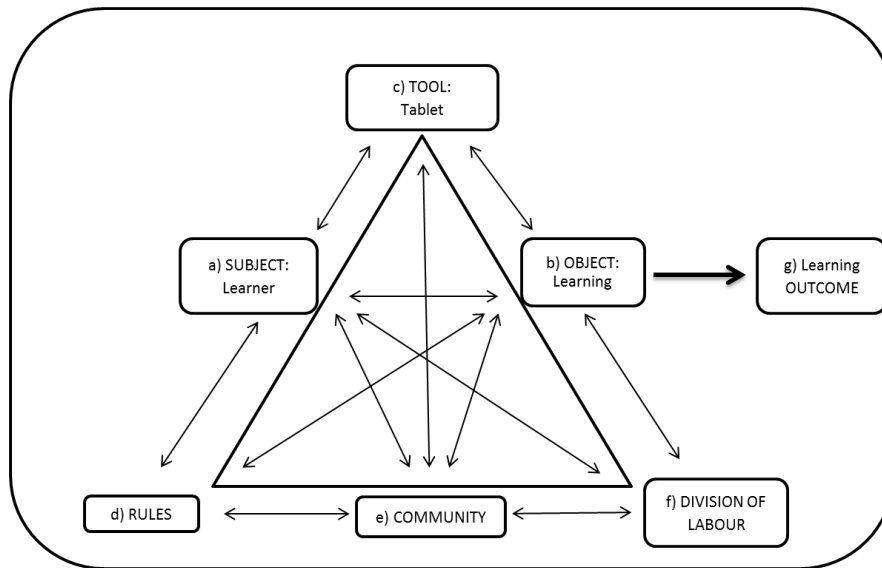 c) TOOL:
Tablet
a) SUBJECT:
Learner
b) OBJECT:
Learning
g) Learning
OUTCOME
d) RULES
e) COMMUNITY
f) DIVISION OF
LABOUR